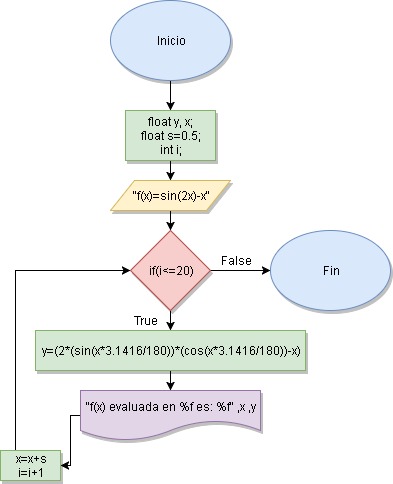 Inicio
float y, x;
float s=0.5;
int i;
"f(x)=sin(2x)-x"
if(i<=20)
False
Fin
True
y=(2*(sin(x*3.1416/180))*(cos(x*3.1416/180))-x)
"f(x) evaluada en %f es: %f" ,x ,y
x=x+s
i=i+1